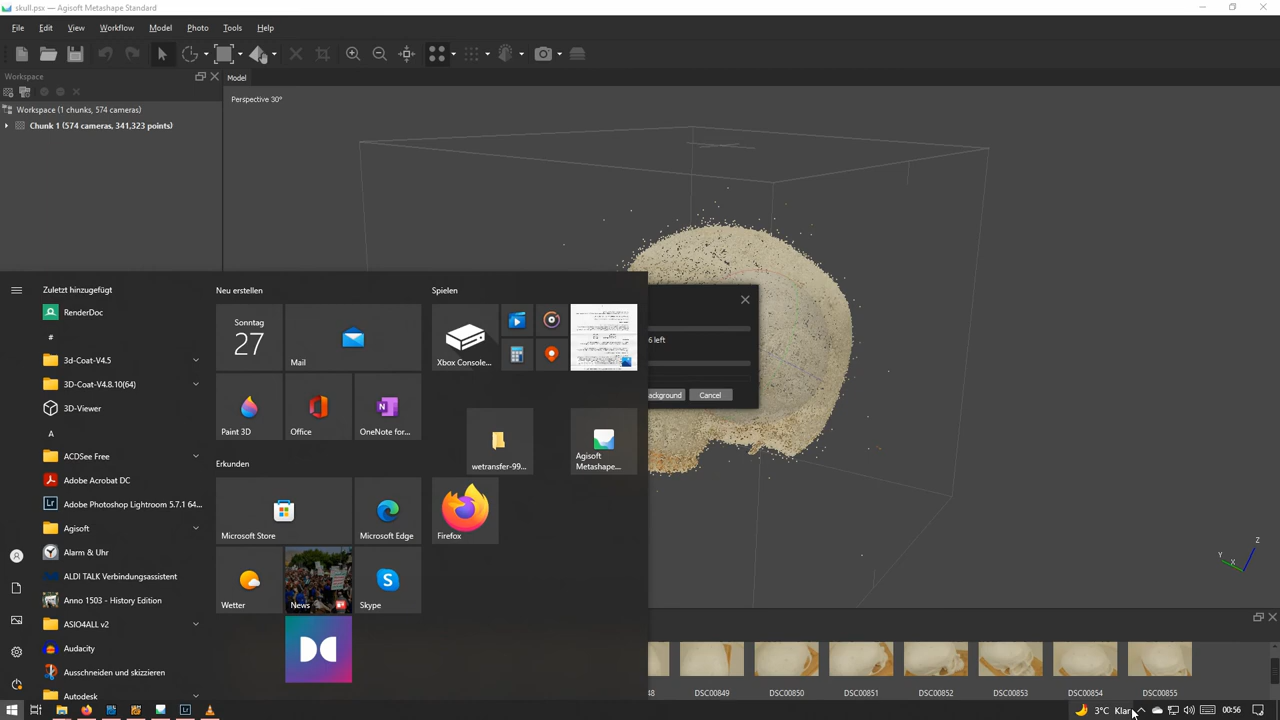 skull.psx — Agisoft Metashape Standard
File Edit View Workflow Model Photo Tools Help
Workspace
Model
Workspace (1 chunks, 574 cameras)
Chunk 1 (574 cameras, 341,323 points)
Perspective 30°
6 left
ackground
Cancel
Zuletzt hinzugefügt
RenderDoc
#
3d-Coat-V4.5
3D-Coat-V4.8.10(64)
3D-Viewer
A
ACDSee Free
Adobe Acrobat DC
Adobe Photoshop Lightroom 5.7.1 64...
Agisoft
Alarm & Uhr
ALDI TALK Verbindungsassistent
Anno 1503 - History Edition
ASIO4ALL v2
Audacity
Ausschneiden und skizzieren
Autodesk
Neu erstellen
Sonntag
27
Mail
Paint 3D
Office
OneNote for...
Erkunden
Microsoft Store
Microsoft Edge
Wetter
News
Skype
Spielen
Xbox Console...
wetransfer-99...
Agisoft
Metashape...
Firefox
Z
Y
X
48
DSC00849
DSC00850
DSC00851
DSC00852
DSC00853
DSC00854
DSC00855
3°C Klar
00:56